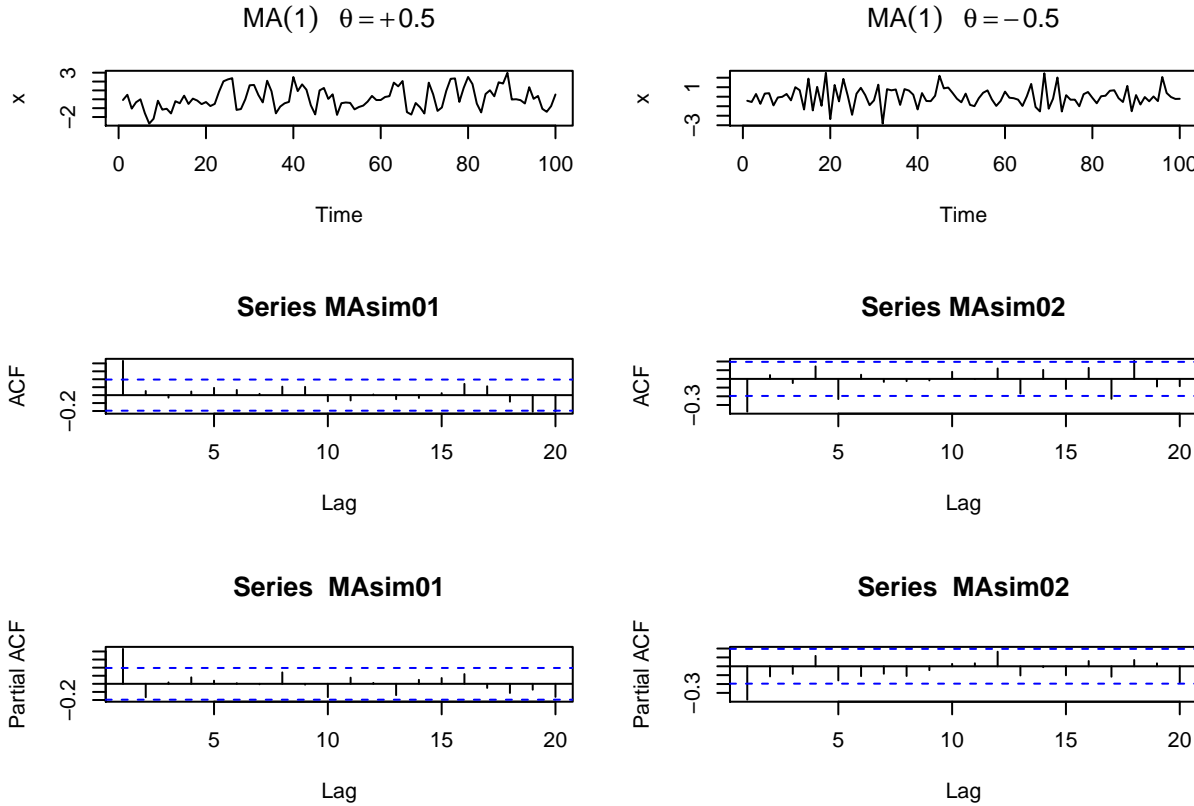 MA(1) θ = +0.5
x
3
−2
0 20 40 60 80 100
Time
MA(1) θ = −0.5
x
1
−3
0 20 40 60 80 100
Time
Series MAsim01
ACF
−0.2
5 10 15 20
Lag
Series MAsim02
ACF
−0.3
5 10 15 20
Lag
Series MAsim01
Partial ACF
−0.2
5 10 15 20
Lag
Series MAsim02
Partial ACF
−0.3
5 10 15 20
Lag